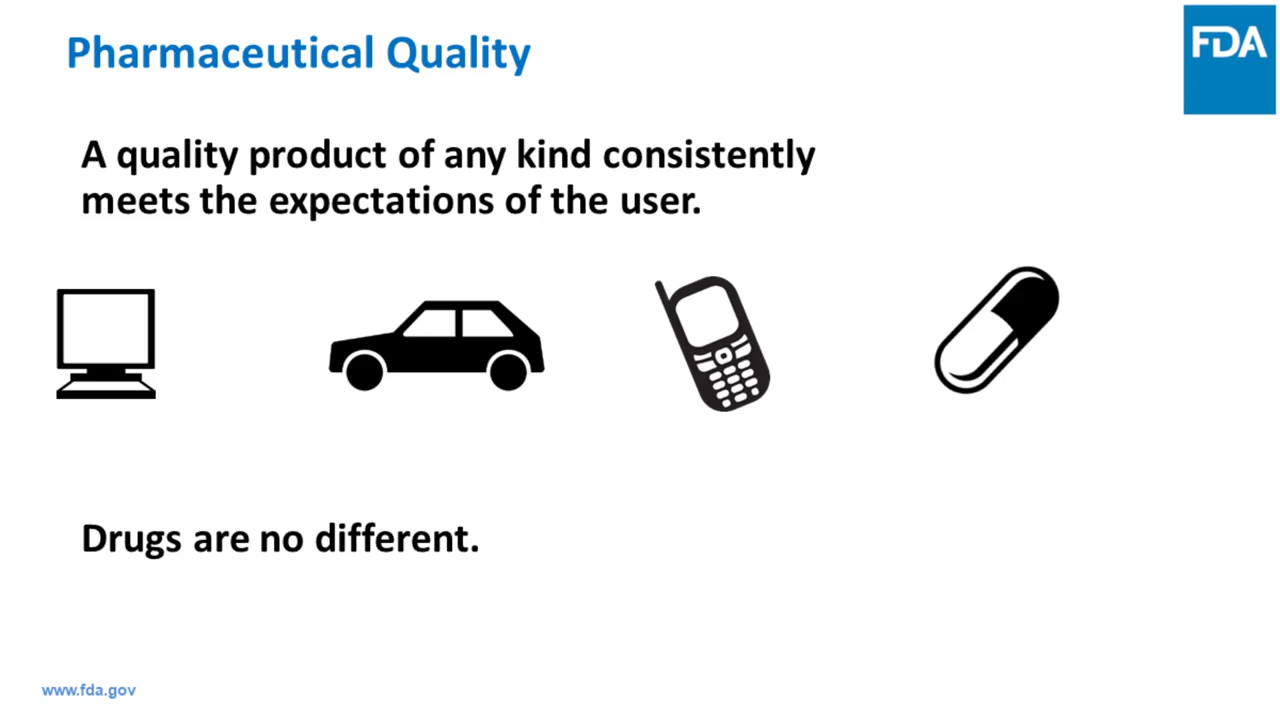 Pharmaceutical Quality
FDA
A quality product of any kind consistently
meets the expectations of the user.
Drugs are no different.
www.fda.gov